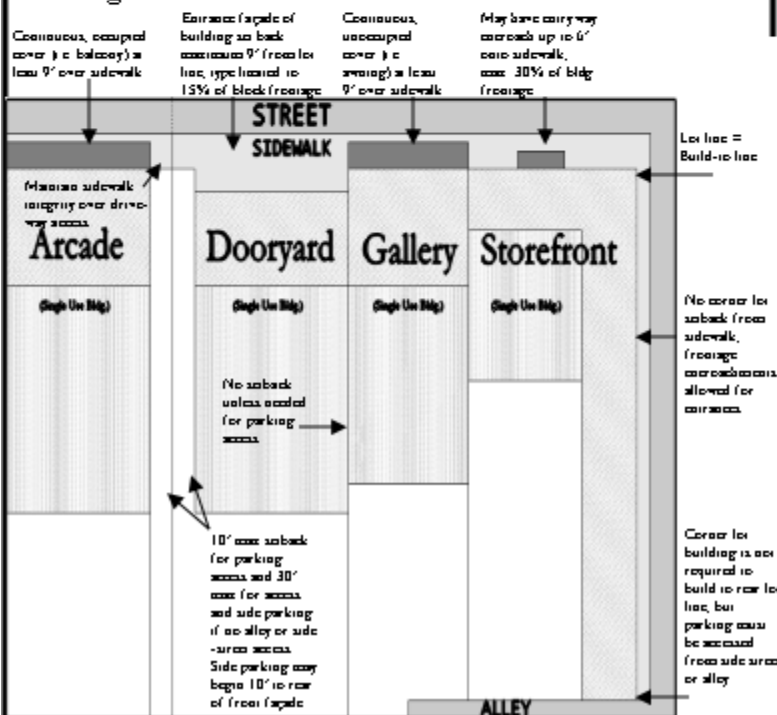 Continuous, occupied
cover (i.e. balcony) at
least 9' over sidewalk
Entrance façade of
building set back
maximum 9' from lot
line, type limited to
15% of block frontage
Continuous,
unoccupied
cover (i.e.
awning) at least
9' over sidewalk
May have entryway
encroach up to 6'
onto sidewalk,
max 30% of bldg
frontage
STREET
SIDEWALK
Lot line =
Build-to line
Maintain sidewalk
integrity over drive-
way access
Arcade
Dooryard
Gallery
Storefront
(Single Use Bldg.)
(Single Use Bldg.)
(Single Use Bldg.)
(Single Use Bldg.)
No corner lot
setback from
sidewalk,
frontage
encroachments
allowed for
entrances
No setback
unless needed
for parking
access
10' max setback
for parking
access and 30'
max for access
and side parking
if no alley or side
-street access
Side parking may
begin 10' to rear
of front façade
Corner lot
building is not
required to
build to rear lot
line, but
parking must
be accessed
from side street
or alley
ALLEY